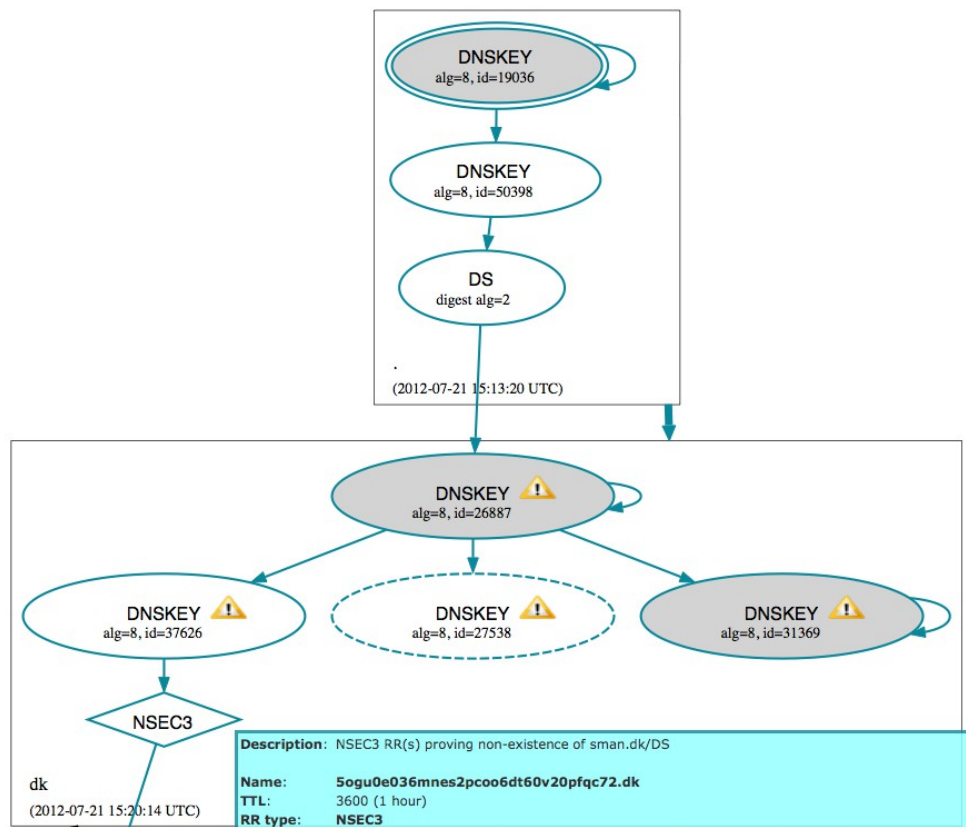 DNSKEY
alg=8, id=19036
DNSKEY
alg=8, id=50398
DS
digest alg=2
.
(2012-07-21 15:13:20 UTC)
DNSKEY
alg=8, id=26887
DNSKEY
alg=8, id=37626
DNSKEY
alg=8, id=27538
DNSKEY
alg=8, id=31369
NSEC3
dk
(2012-07-21 15:20:14 UTC)
Description: NSEC3 RR(s) proving non-existence of sman.dk/DS
Name: 5ogu0e036mnes2pcoo6dt60v20pfqc72.dk
TTL: 3600 (1 hour)
RR type: NSEC3